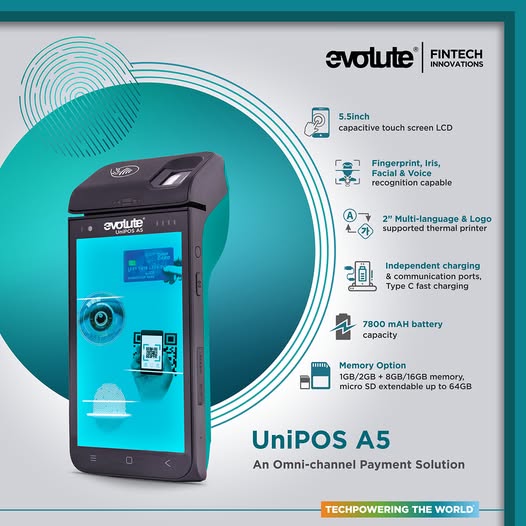 evolute®
FINTECH
INNOVATIONS
5.5inch
capacitive touch screen LCD
Fingerprint, Iris,
Facial & Voice
recognition capable
A
가
2” Multi-language & Logo
supported thermal printer
Independent charging
& communication ports,
Type C fast charging
7800 mAH battery
capacity
Memory Option
1GB/2GB + 8GB/16GB memory,
micro SD extendable up to 64GB
evolute®
UniPOS A5
UniPOS A5
An Omni-channel Payment Solution
TECHPOWERING THE WORLD